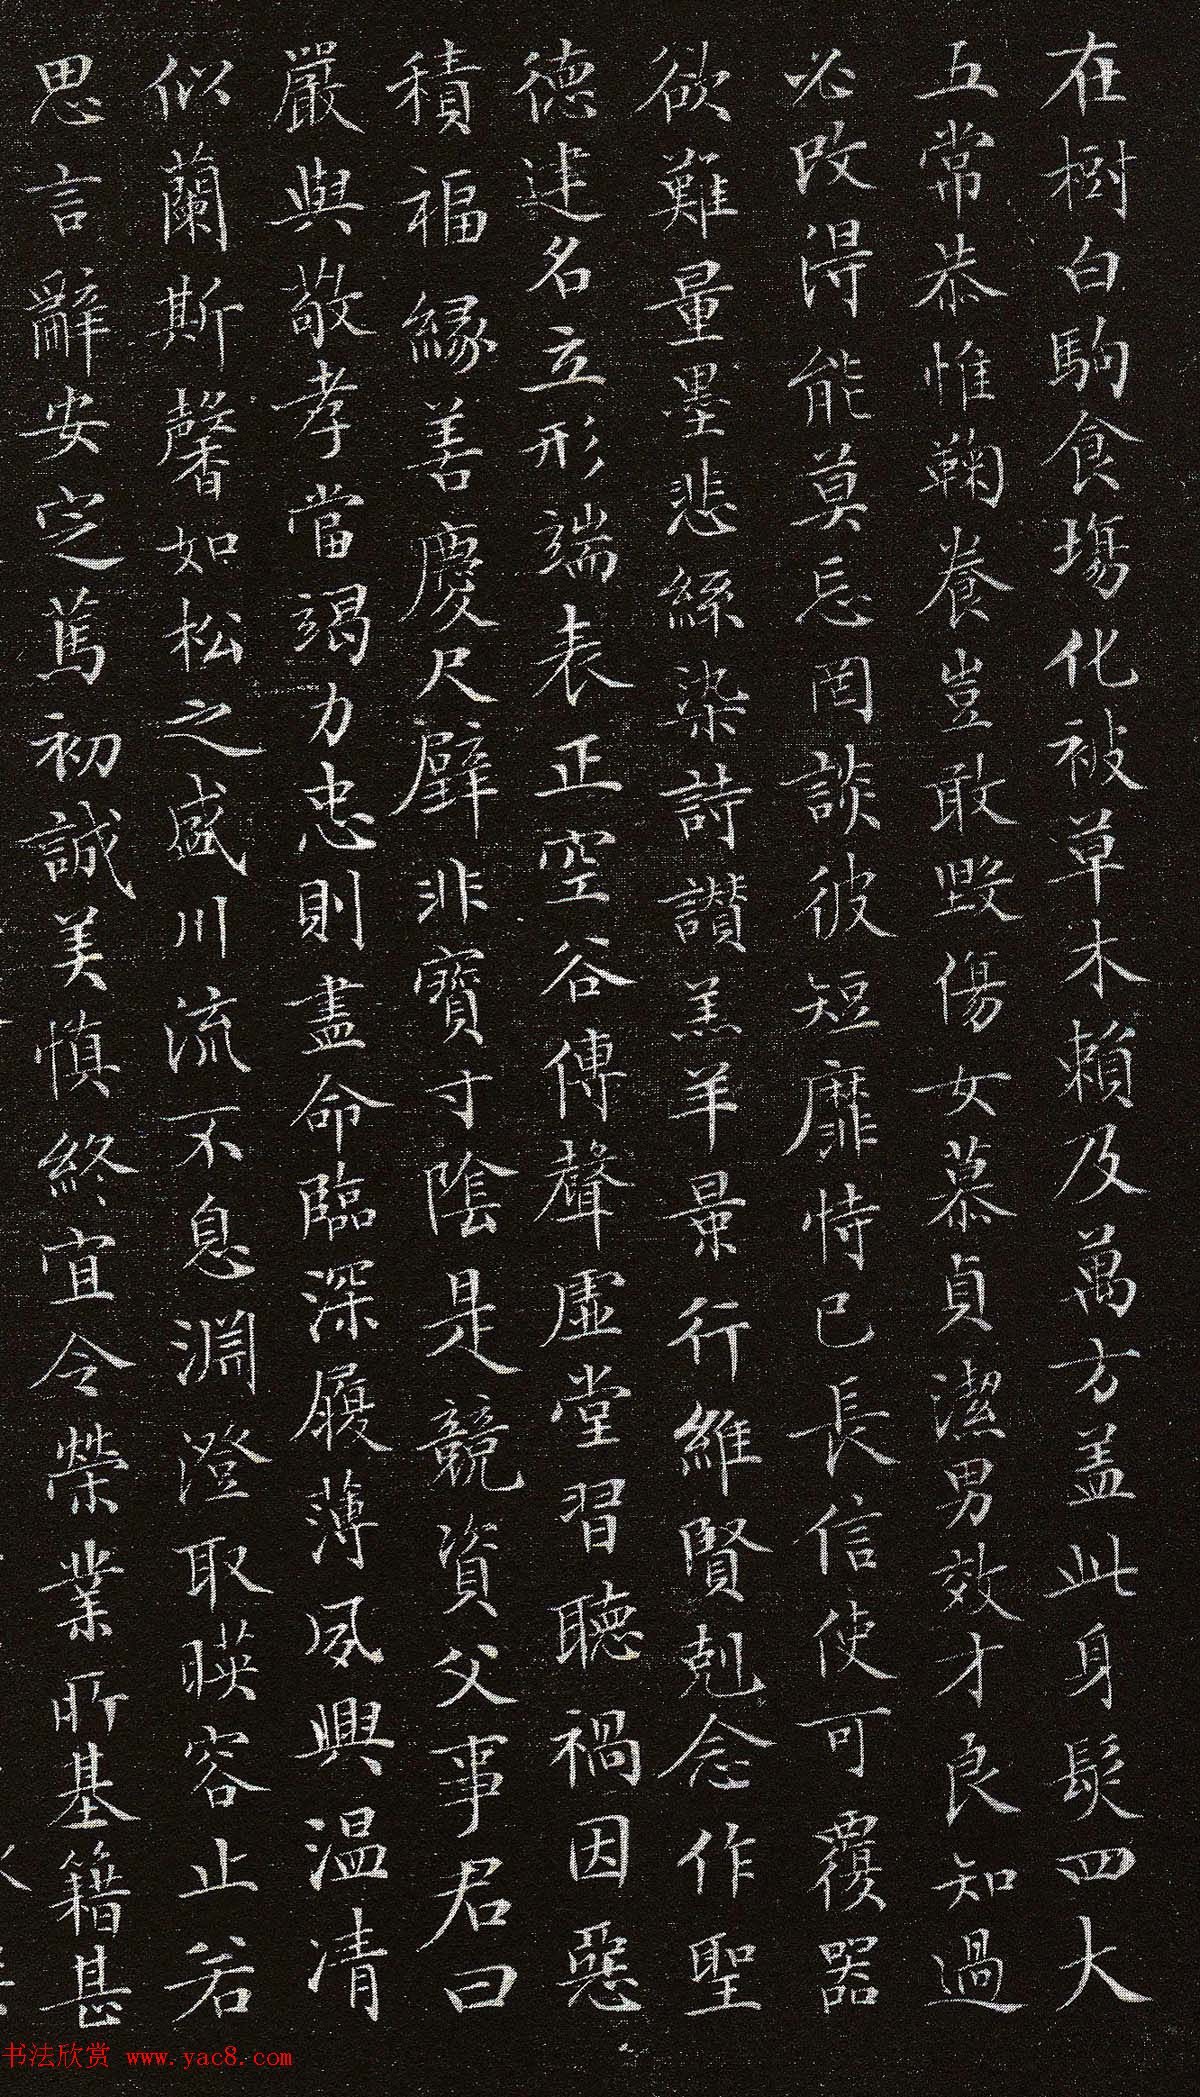 在樹白駒食場化被草木賴及萬方盖此身髮四大
五常恭惟鞠養豈敢毀傷女慕貞潔男效才良知過
必改得能莫忘罔談彼短靡恃己長信使可覆器
欲難量墨悲絲染詩讃羔羊景行維賢剋念作聖
德建名立形端表正空谷傳聲虛堂習聽禍因惡
積福緣善慶尺璧非寶寸陰是競資父事君曰
嚴與敬孝當竭力忠則盡命臨深履薄夙興溫凊
似蘭斯馨如松之盛川流不息淵澄取暎容止若
思言辭安定篤初誠美慎終宜令榮業所基籍甚
书法欣赏 www.yac8.com